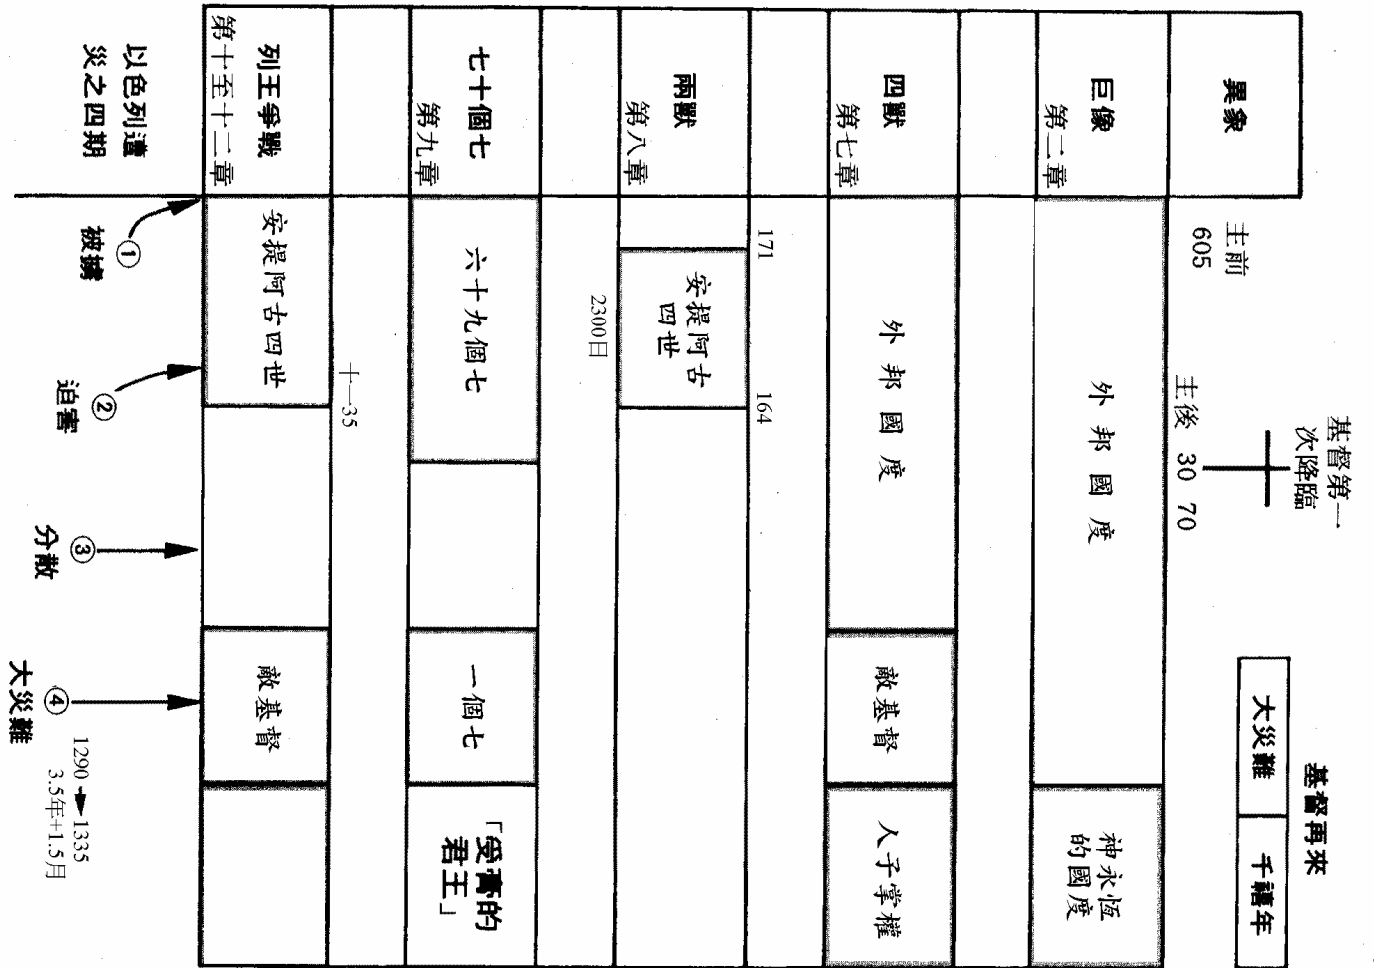 基督第一
次降臨
基督再來
大災難
千禧年
異象
主前
605
主後 30 70
巨像
第二章
外邦國度
神永恆
的國度
四獸
第七章
外邦國度
敵基督
人子掌權
171
164
兩獸
第八章
安提阿古
四世
2300日
七十個七
第九章
六十九個七
一個七
「受膏的
君王」
十一35
列王爭戰
第十至十二章
安提阿古四世
敵基督
以色列遭
災之四期
①
被擄
②
迫害
③
分散
④
大災難
1290 → 1335
3.5年+1.5月